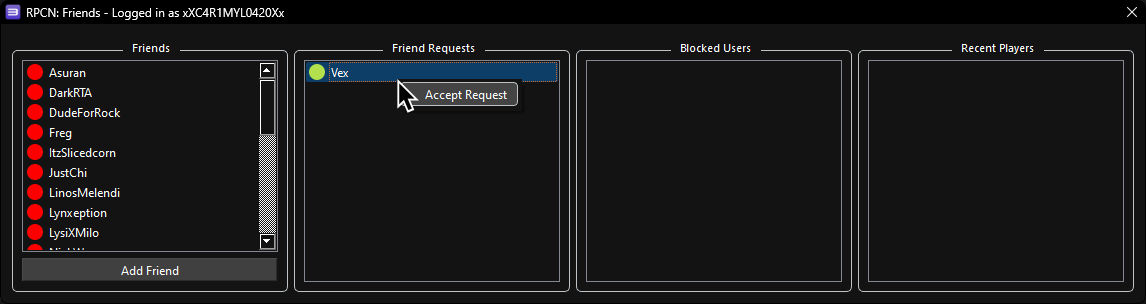 RPCN: Friends - Logged in as xXC4R1MYL0420Xx
Friends
Asuran
DarkRTA
DudeForRock
Freg
ItzSlicedcorn
JustChi
LinosMelendi
Lynxeption
LysiXMilo
Add Friend
Friend Requests
Vex
Accept Request
Blocked Users
Recent Players